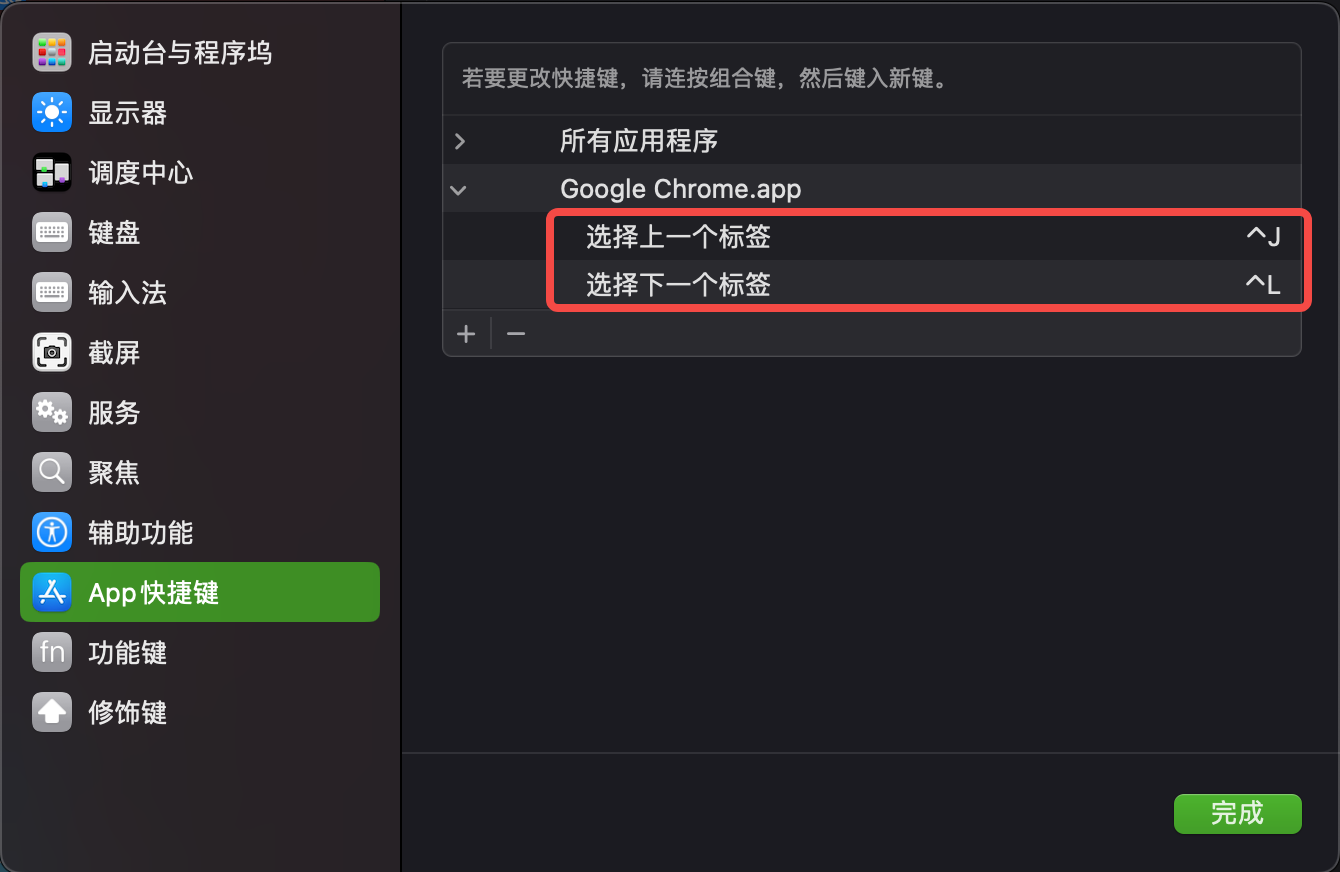 启动台与程序坞
显示器
调度中心
键盘
输入法
截屏
服务
聚焦
辅助功能
App快捷键
fn 功能键
修饰键
若要更改快捷键，请连按组合键，然后键入新键。
所有应用程序
Google Chrome.app
选择上一个标签 ^J
选择下一个标签 ^L
+ −
完成